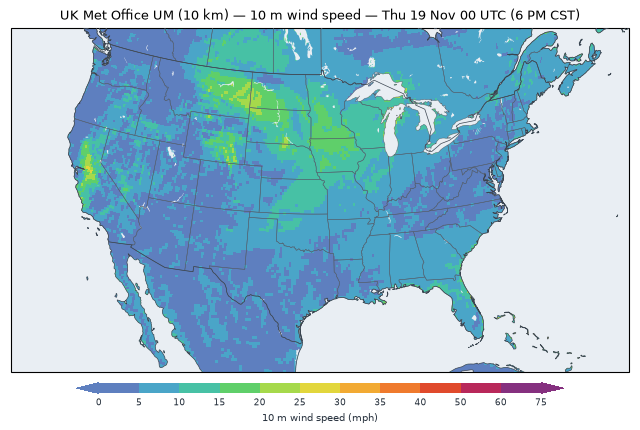 UK Met Office UM (10 km) — 10 m wind speed — Thu 19 Nov 00 UTC (6 PM CST)
0 5 10 15 20 25 30 35 40 50 60 75
10 m wind speed (mph)